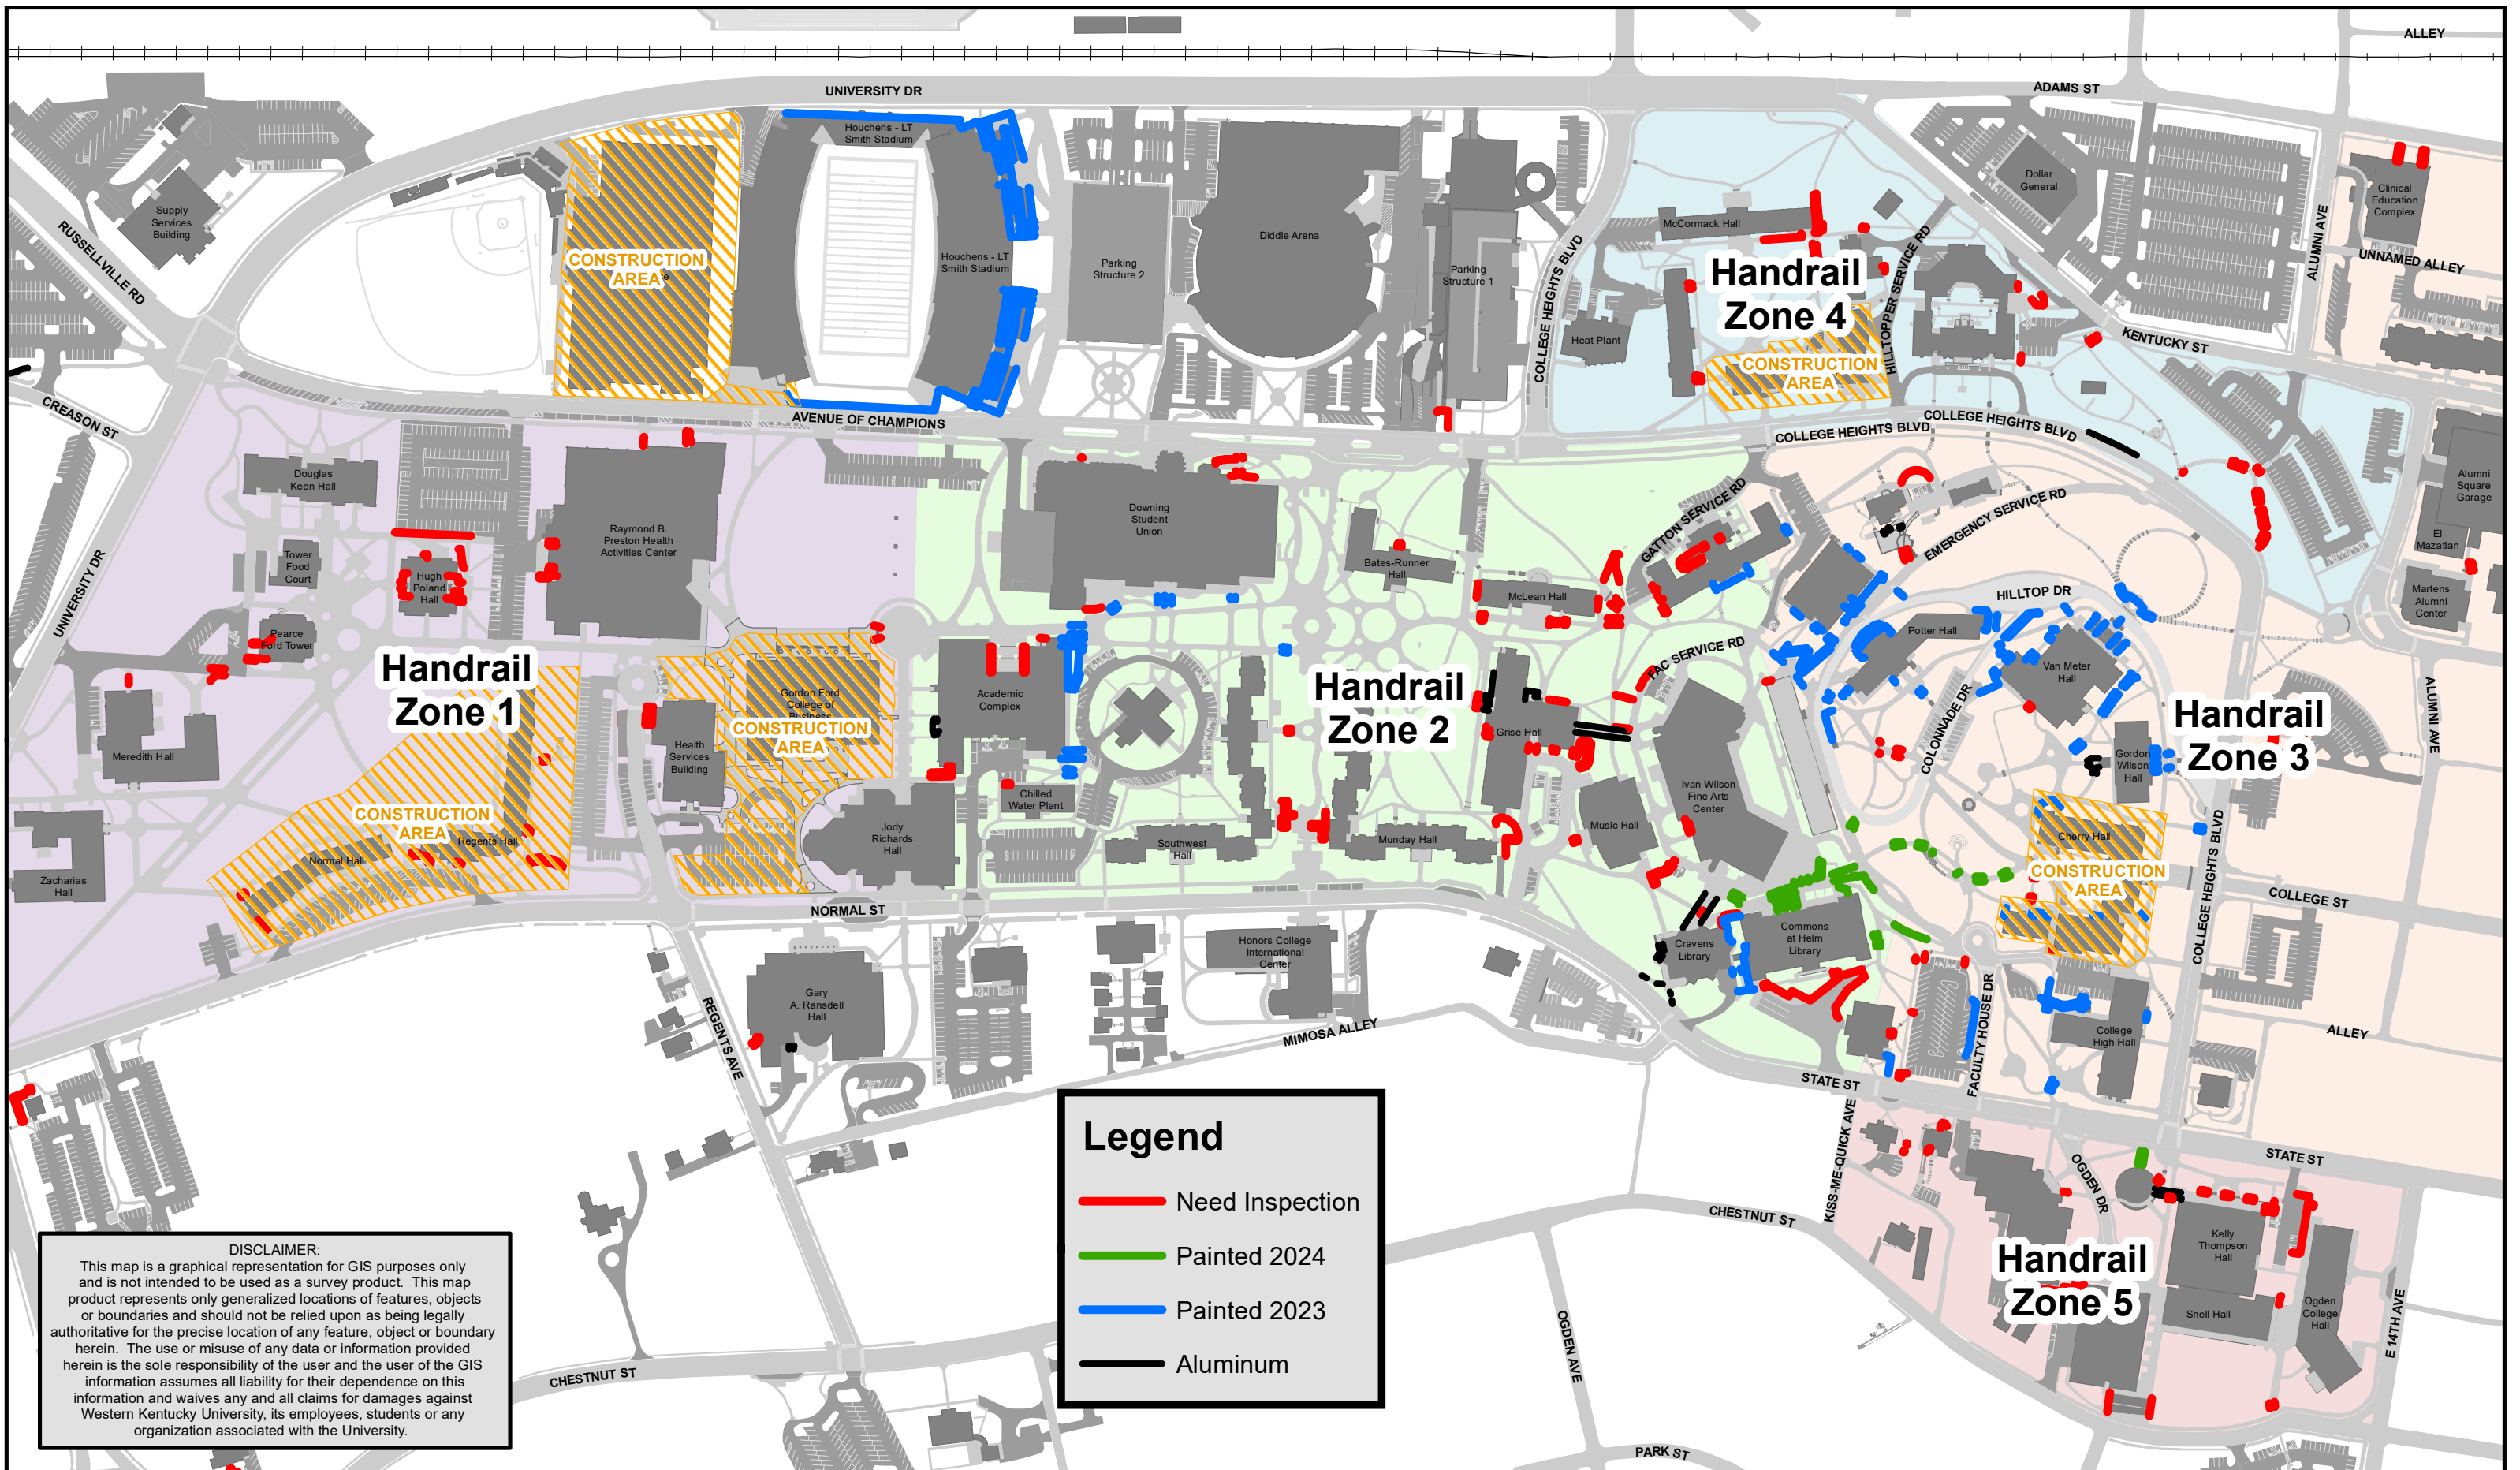 ALLEY
UNIVERSITY DR
ADAMS ST
Houchens - LT
Smith Stadium
Supply
Services
Building
RUSSELLVILLE RD
CONSTRUCTION
AREA
Houchens - LT
Smith Stadium
Parking
Structure 2
Diddle Arena
Parking
Structure 1
COLLEGE HEIGHTS BLVD
McCormack Hall
Handrail
Zone 4
HILLTOPPER SERVICE RD
Heat Plant
CONSTRUCTION
AREA
Dollar
General
ALUMNI AVE
Clinical
Education
Complex
UNNAMED ALLEY
KENTUCKY ST
CREASON ST
AVENUE OF CHAMPIONS
COLLEGE HEIGHTS BLVD
COLLEGE HEIGHTS BLVD
Douglas
Keen Hall
Raymond B.
Preston Health
Activities Center
Downing
Student
Union
Bates-Runner
Hall
GATTON SERVICE RD
EMERGENCY SERVICE RD
Alumni
Square
Garage
El
Mazatlan
Martens
Alumni
Center
UNIVERSITY DR
Tower
Food
Court
Hugh
Poland
Hall
Pearce
Ford Tower
McLean Hall
HILLTOP DR
Potter Hall
Van Meter
Hall
FAC SERVICE RD
Handrail
Zone 1
Meredith Hall
Health
Services
Building
Gordon Ford
College of
Business
CONSTRUCTION
AREA
Academic
Complex
Handrail
Zone 2
Grise Hall
Ivan Wilson
Fine Arts
Center
COLONNADE DR
Gordon
Wilson
Hall
Handrail
Zone 3
ALUMNI AVE
CONSTRUCTION
AREA
Regents Hall
Normal Hall
Zacharias
Hall
Jody
Richards
Hall
Chilled
Water Plant
Southwest
Hall
Munday Hall
Music Hall
Cherry Hall
CONSTRUCTION
AREA
COLLEGE HEIGHTS BLVD
COLLEGE ST
NORMAL ST
Honors College
International
Center
Cravens
Library
Commons
at Helm
Library
Gary
A. Ransdell
Hall
REGENTS AVE
MIMOSA ALLEY
FACULTY HOUSE DR
College
High Hall
ALLEY
STATE ST
KISS-ME-QUICK AVE
OGDEN DR
STATE ST
CHESTNUT ST
Kelly
Thompson
Hall
Handrail
Zone 5
Snell Hall
Ogden
College
Hall
E 14TH AVE
OGDEN AVE
CHESTNUT ST
PARK ST
Legend
Need Inspection
Painted 2024
Painted 2023
Aluminum
DISCLAIMER:
This map is a graphical representation for GIS purposes only
and is not intended to be used as a survey product. This map
product represents only generalized locations of features, objects
or boundaries and should not be relied upon as being legally
authoritative for the precise location of any feature, object or boundary
herein. The use or misuse of any data or information provided
herein is the sole responsibility of the user and the user of the GIS
information assumes all liability for their dependence on this
information and waives any and all claims for damages against
Western Kentucky University, its employees, students or any
organization associated with the University.